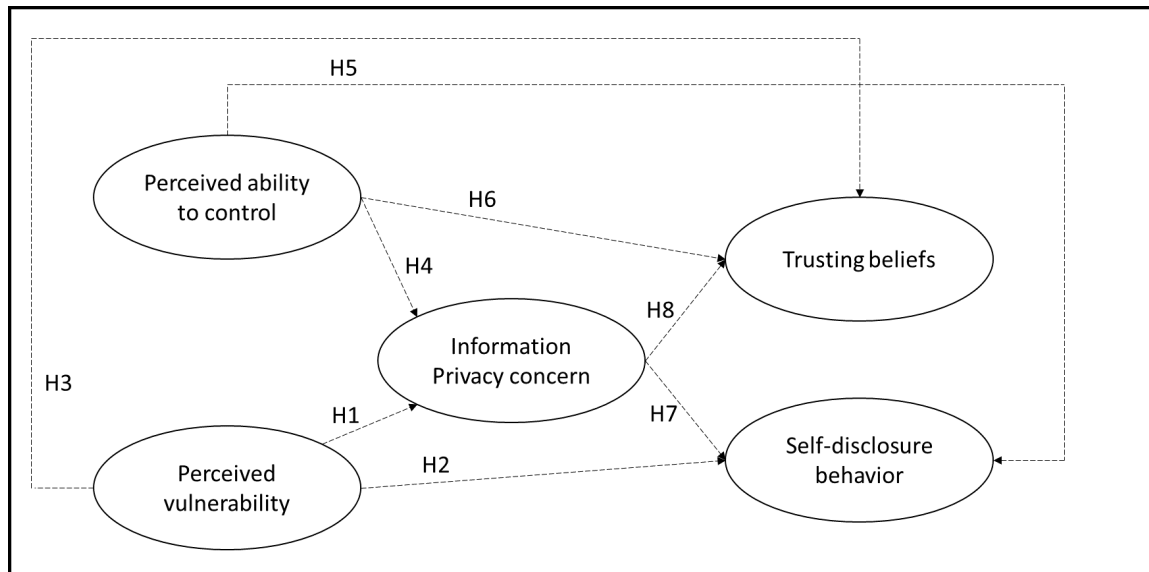 H5
Perceived ability
to control
H6
Trusting beliefs
H4
H8
Information
Privacy concern
H3
H1
H7
Self-disclosure
behavior
H2
Perceived
vulnerability